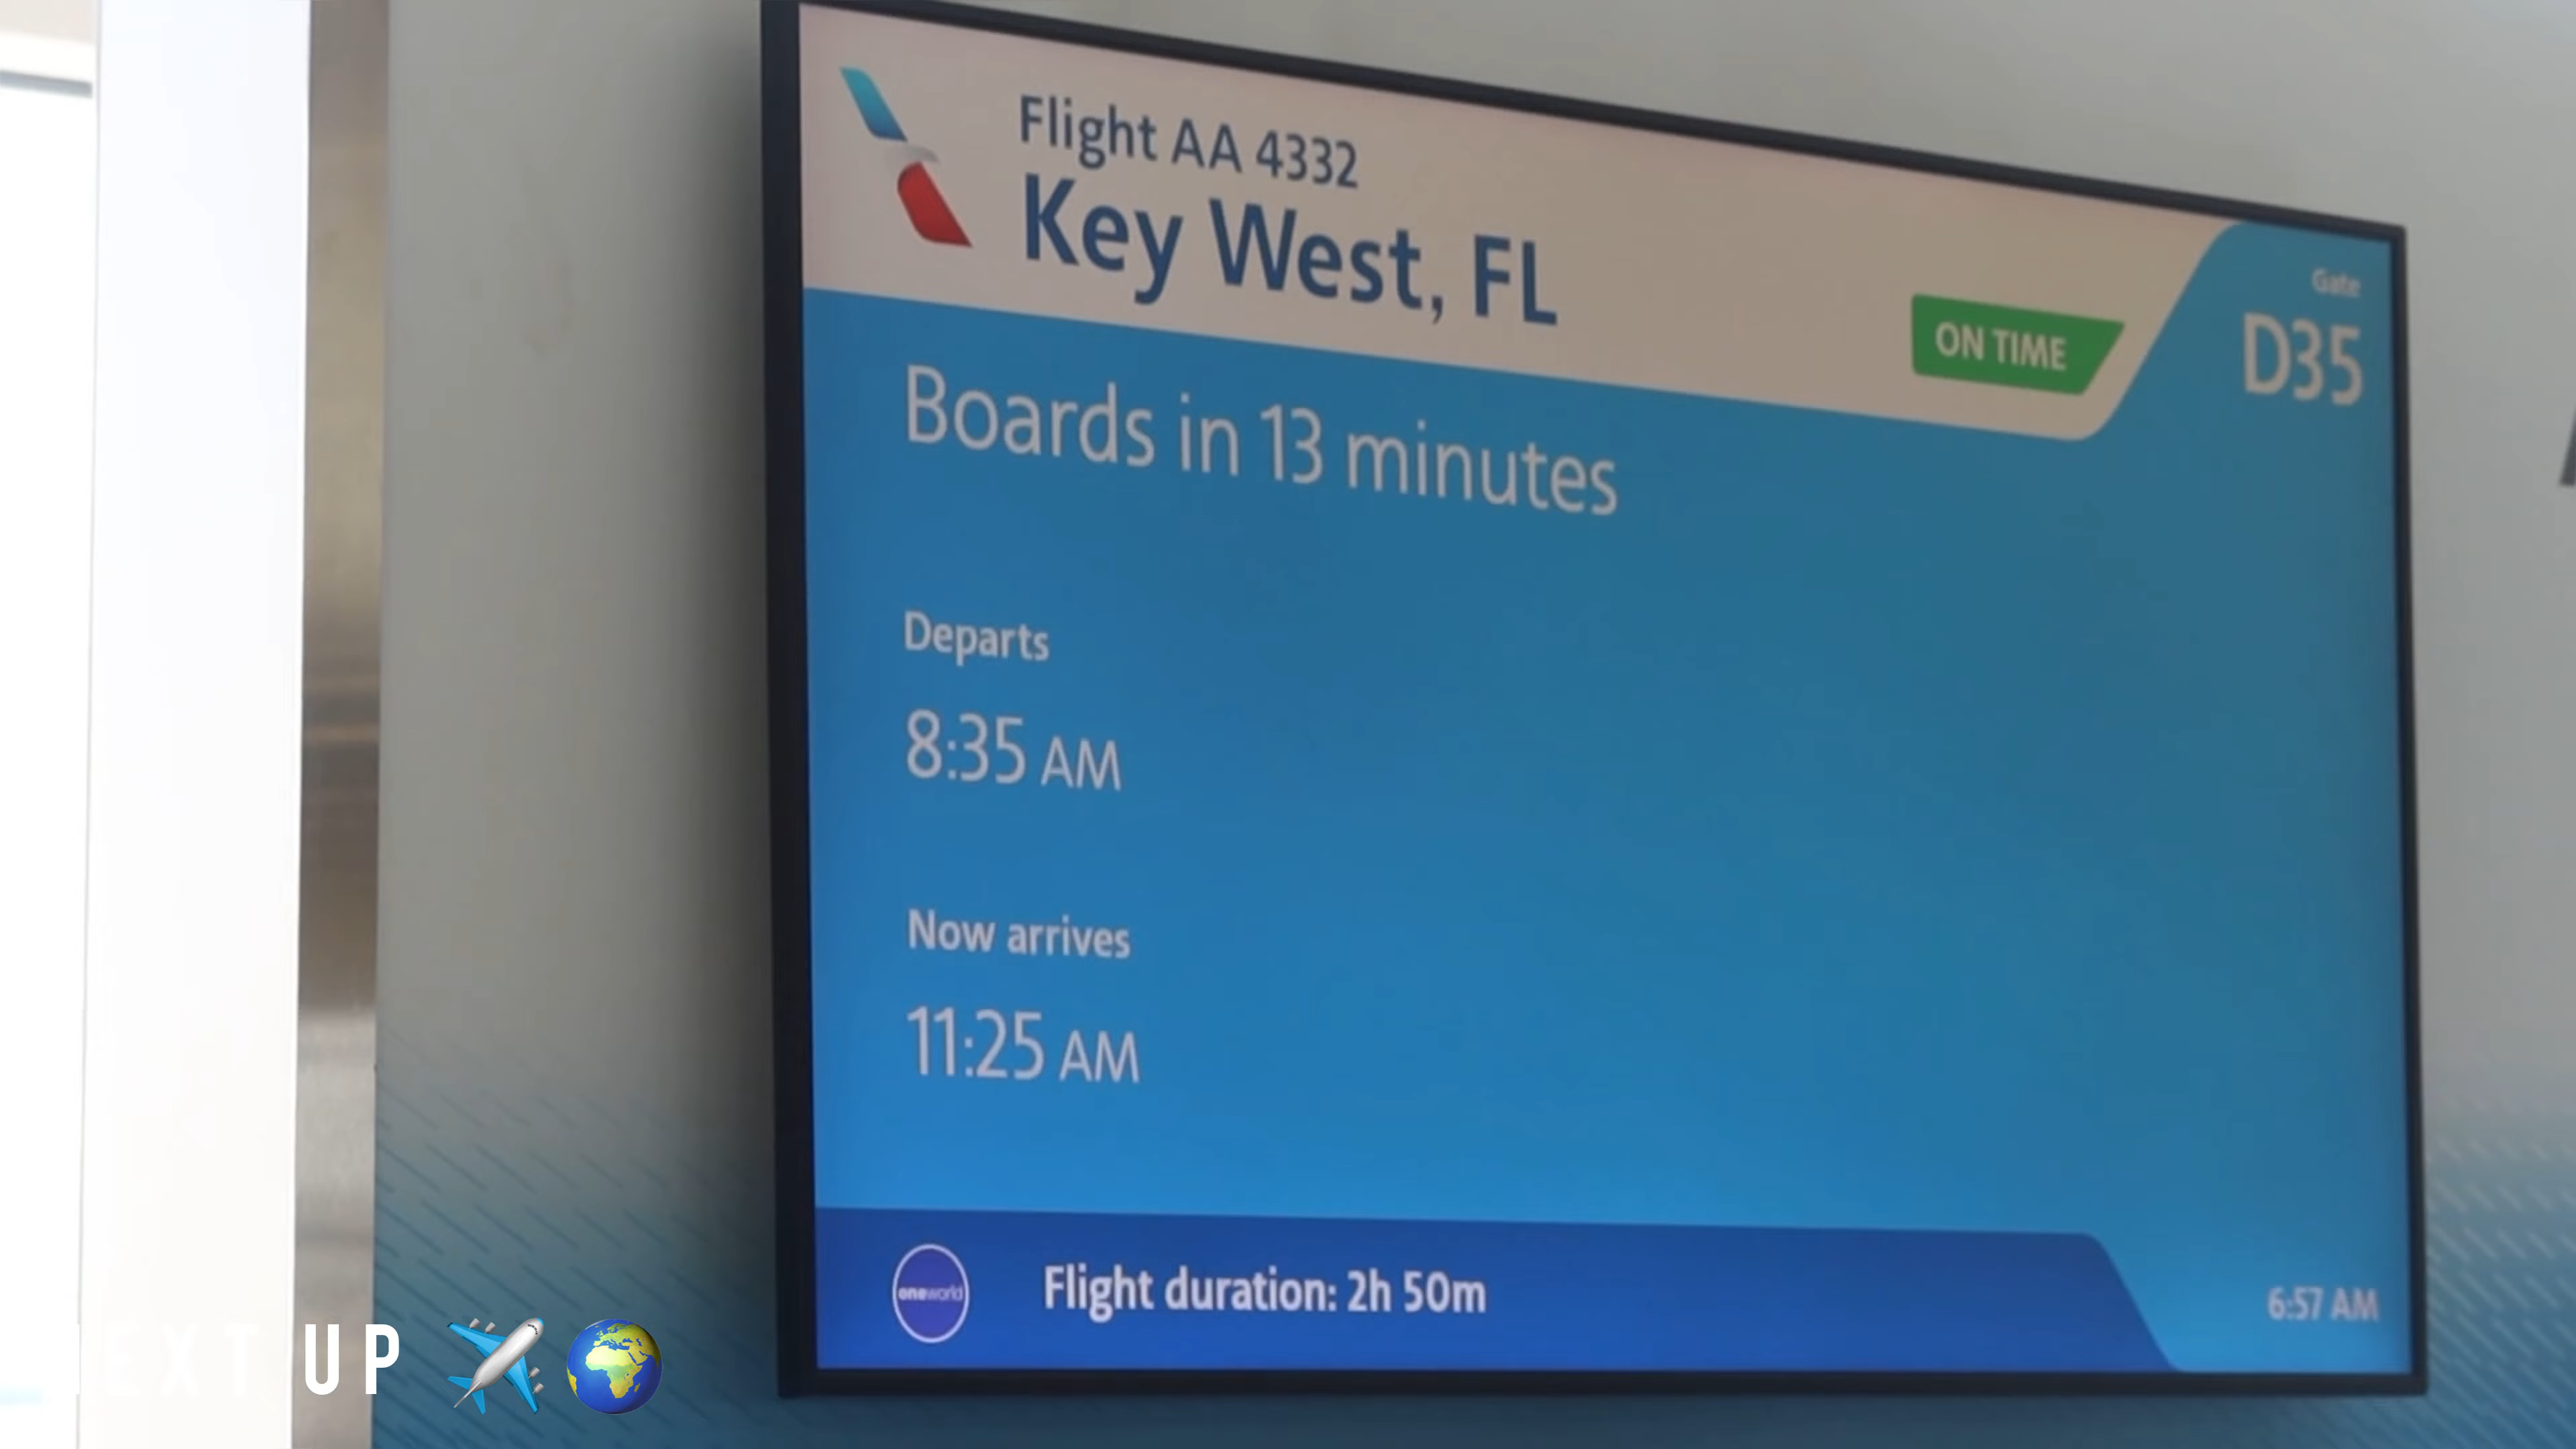 Flight AA 4332
Key West, FL
ON TIME
Gate
D35
Boards in 13 minutes
Departs
8:35 AM
Now arrives
11:25 AM
oneworld
Flight duration: 2h 50m
6:57 AM
NEXT UP